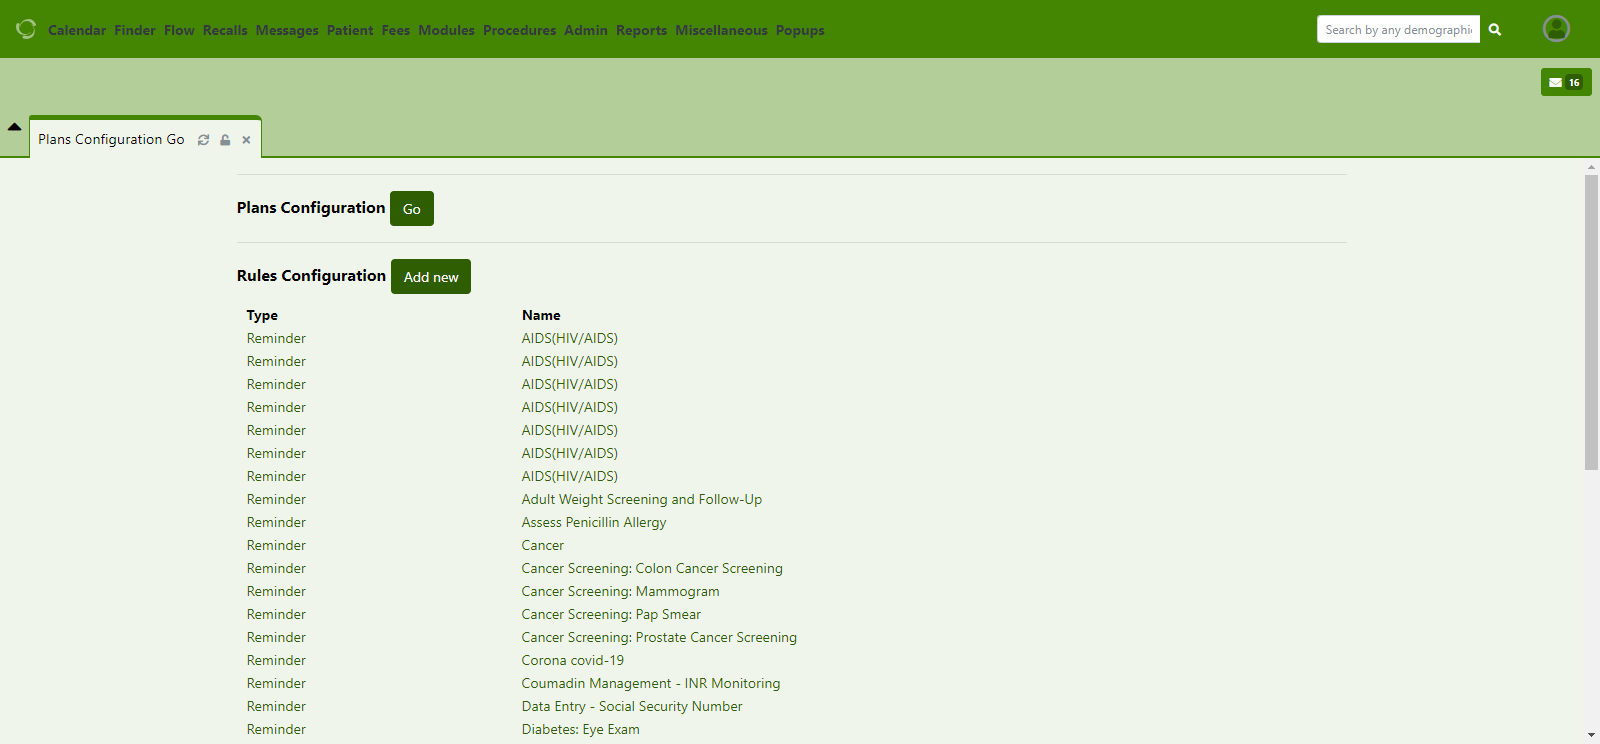 Calendar Finder Flow Recalls Messages Patient Fees Modules Procedures Admin Reports Miscellaneous Popups
Search by any demographic
16
Plans Configuration Go
Plans Configuration Go
Rules Configuration Add new
Type Name
Reminder AIDS(HIV/AIDS)
Reminder AIDS(HIV/AIDS)
Reminder AIDS(HIV/AIDS)
Reminder AIDS(HIV/AIDS)
Reminder AIDS(HIV/AIDS)
Reminder AIDS(HIV/AIDS)
Reminder AIDS(HIV/AIDS)
Reminder Adult Weight Screening and Follow-Up
Reminder Assess Penicillin Allergy
Reminder Cancer
Reminder Cancer Screening: Colon Cancer Screening
Reminder Cancer Screening: Mammogram
Reminder Cancer Screening: Pap Smear
Reminder Cancer Screening: Prostate Cancer Screening
Reminder Corona covid-19
Reminder Coumadin Management - INR Monitoring
Reminder Data Entry - Social Security Number
Reminder Diabetes: Eye Exam